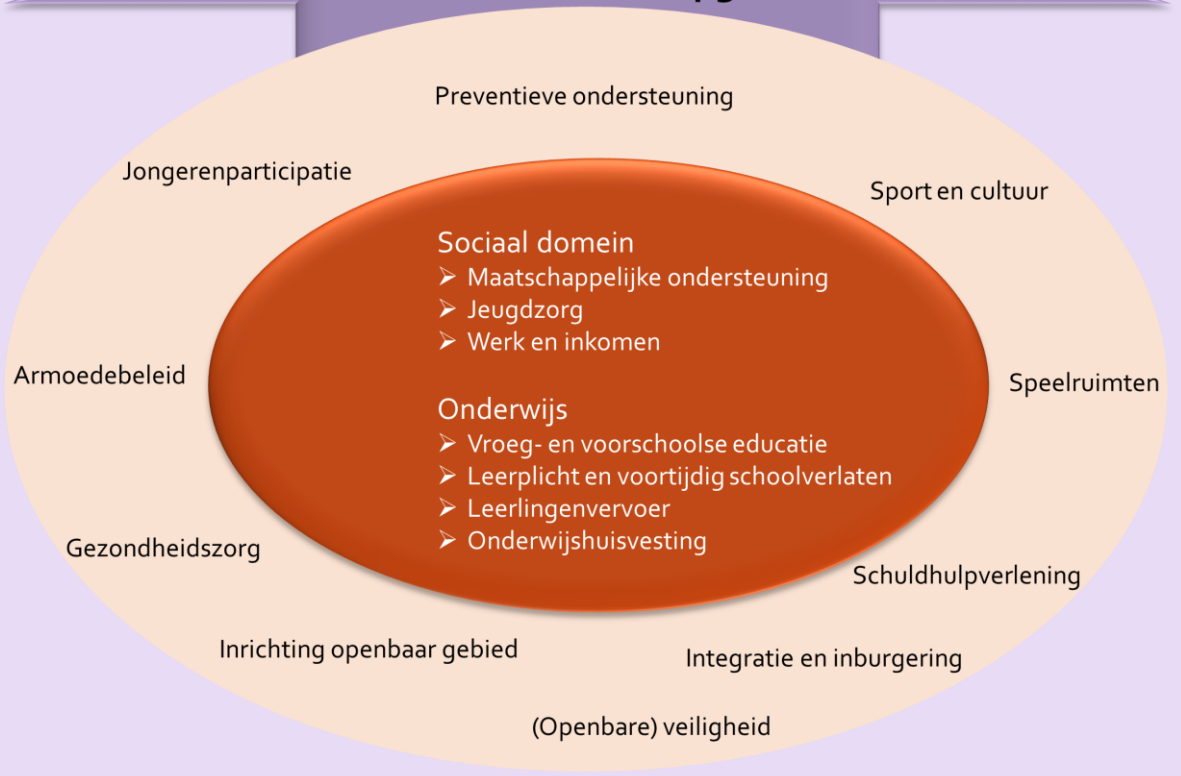 Preventieve ondersteuning
Jongerenparticipatie
Sport en cultuur
Sociaal domein
➢ Maatschappelijke ondersteuning
➢ Jeugdzorg
➢ Werk en inkomen
Armoedebeleid
Speelruimten
Onderwijs
➢ Vroeg- en voorschoolse educatie
➢ Leerplicht en voortijdig schoolverlaten
➢ Leerlingenvervoer
➢ Onderwijshuisvesting
Gezondheidszorg
Schuldhulpverlening
Inrichting openbaar gebied
Integratie en inburgering
(Openbare) veiligheid